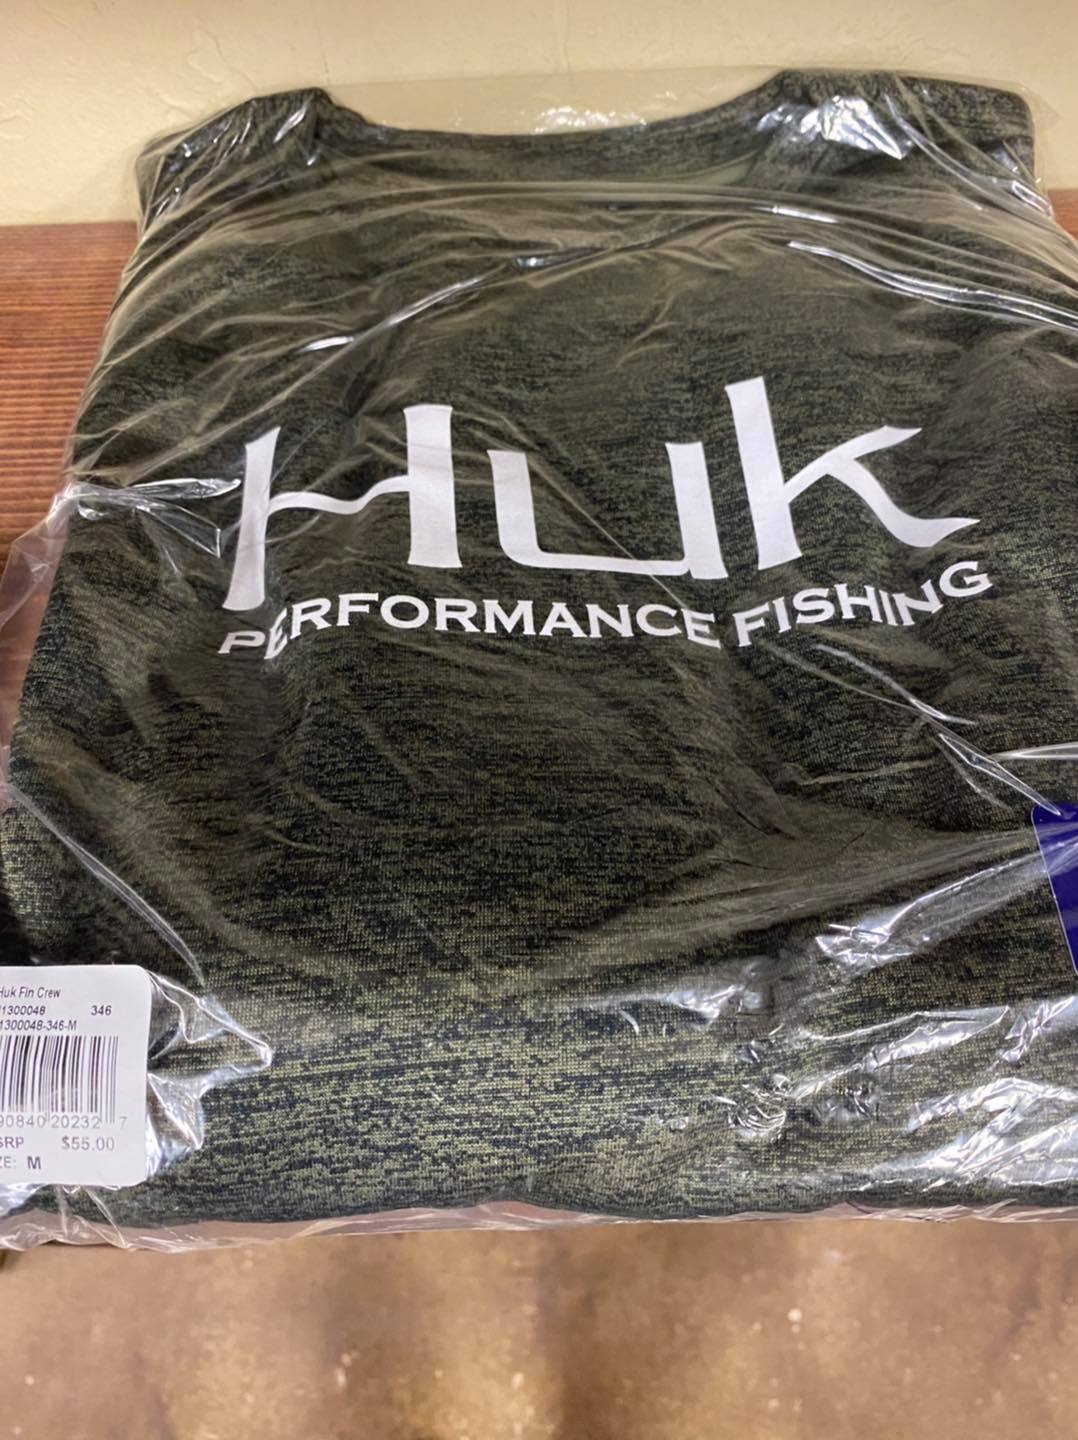 Huk
PERFORMANCE FISHING
Huk Fin Crew
1300048 346
1300048-346-M
90840 20232 7
SRP $55.00
ZE: M